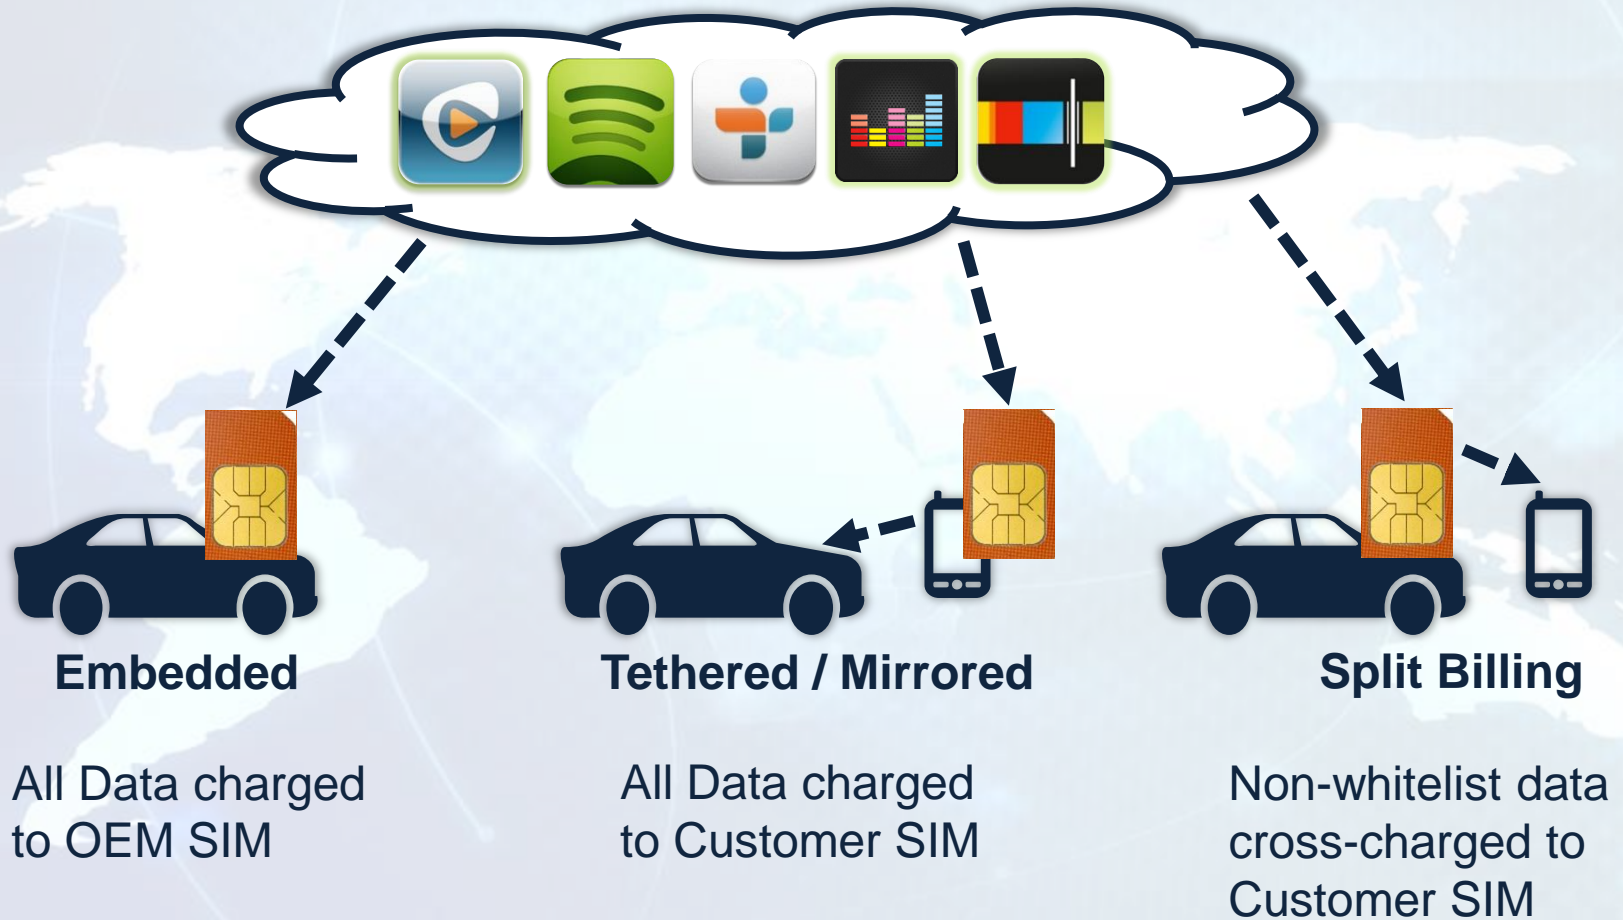 Embedded
Tethered / Mirrored
Split Billing
All Data charged
to OEM SIM
All Data charged
to Customer SIM
Non-whitelist data
cross-charged to
Customer SIM